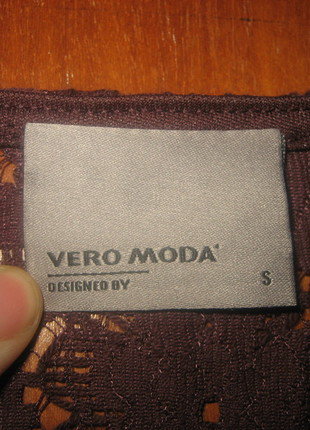 VERO MODA
DESIGNED BY
S